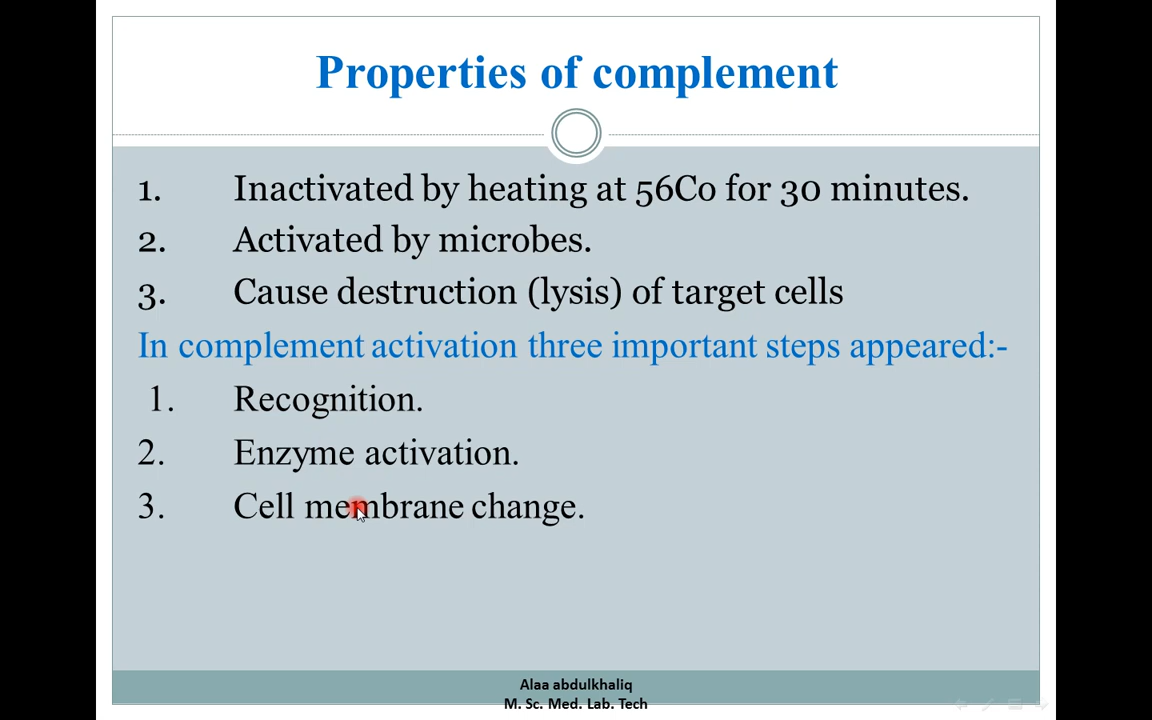 Properties of complement
1. Inactivated by heating at 56Co for 30 minutes.
2. Activated by microbes.
3. Cause destruction (lysis) of target cells
In complement activation three important steps appeared:-
1. Recognition.
2. Enzyme activation.
3. Cell membrane change.
Alaa abdulkhaliq
M. Sc. Med. Lab. Tech